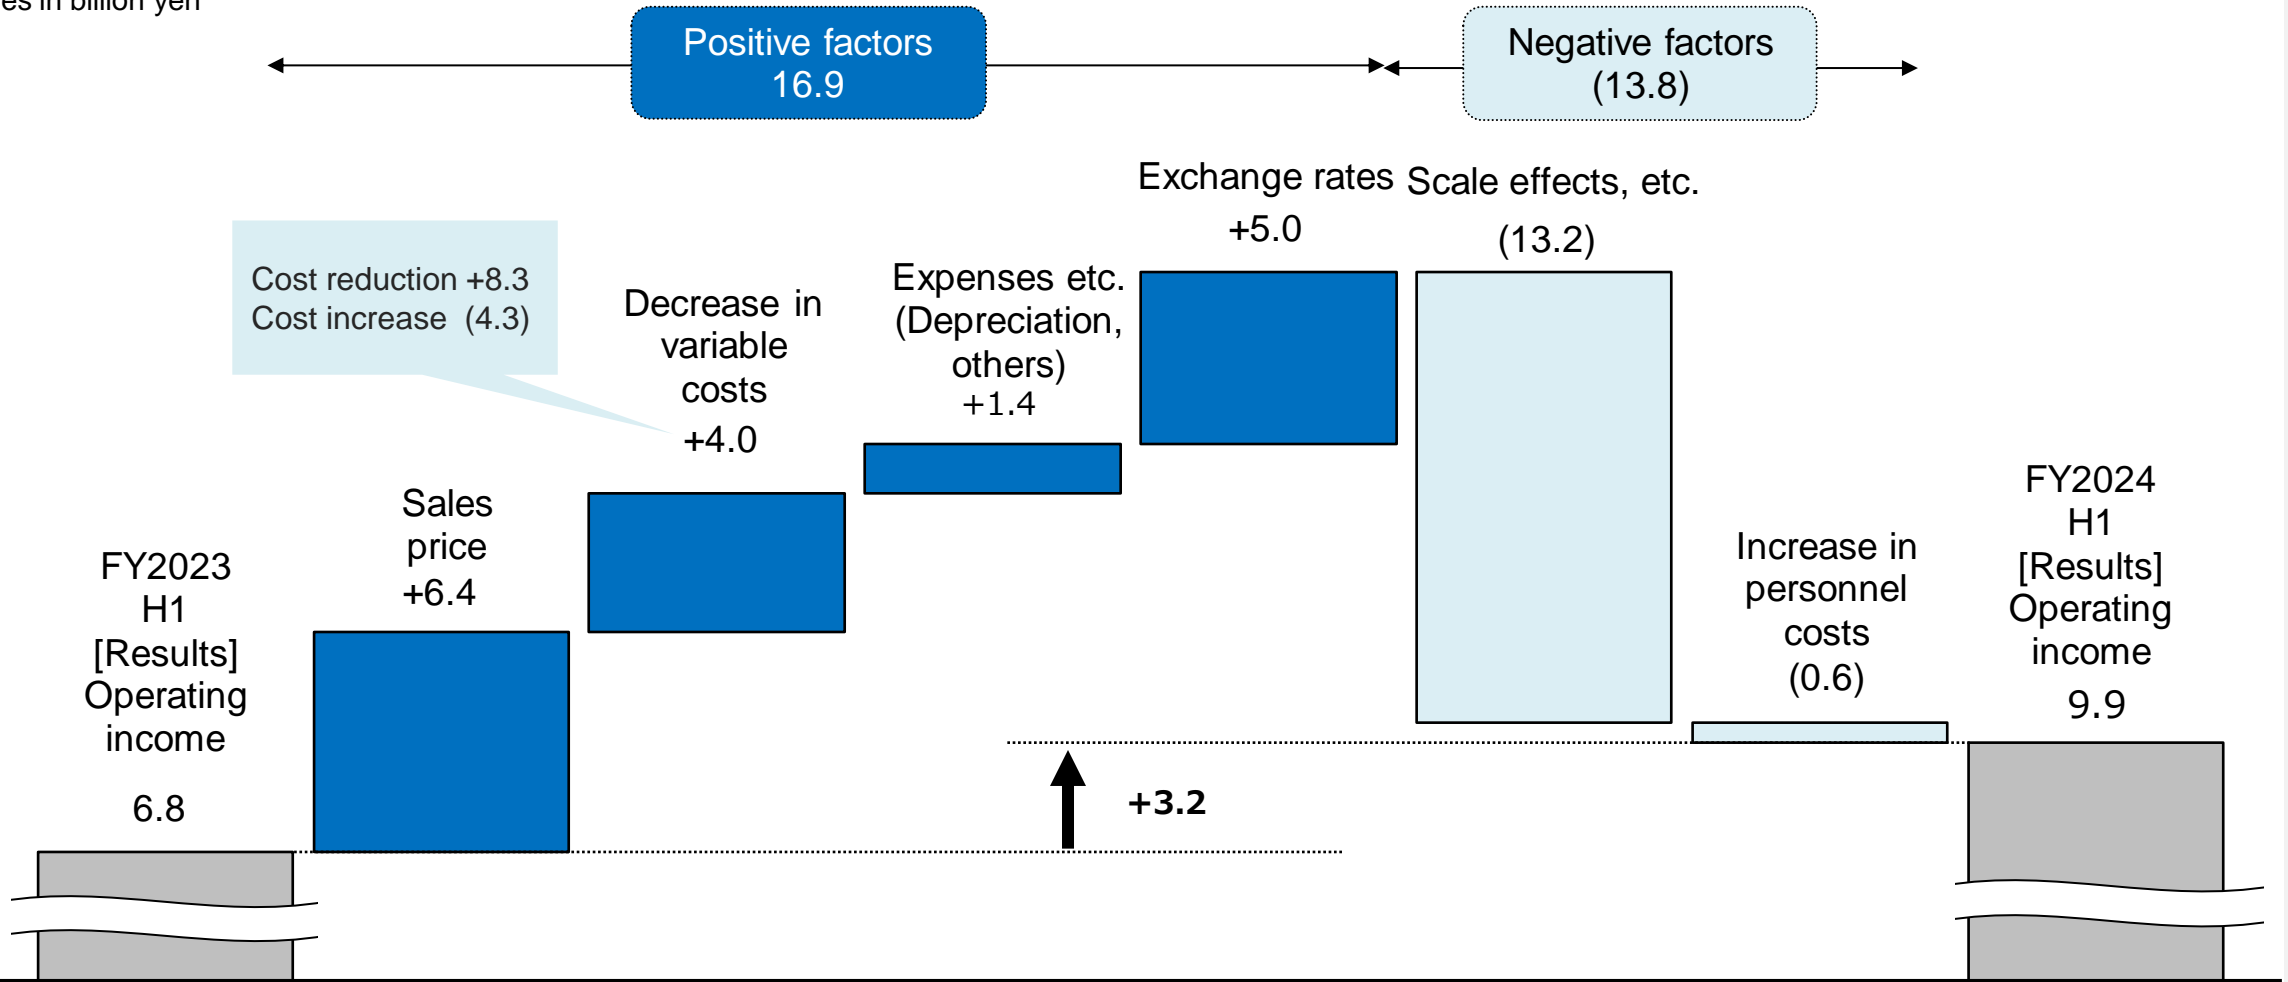 in billion yen
Positive factors
16.9
Negative factors
(13.8)
Exchange rates
+5.0
Scale effects, etc.
(13.2)
Cost reduction +8.3
Cost increase (4.3)
Decrease in
variable
costs
+4.0
Expenses etc.
(Depreciation,
others)
+1.4
Sales
price
+6.4
FY2023
H1
[Results]
Operating
income
6.8
Increase in
personnel
costs
(0.6)
FY2024
H1
[Results]
Operating
income
9.9
+3.2